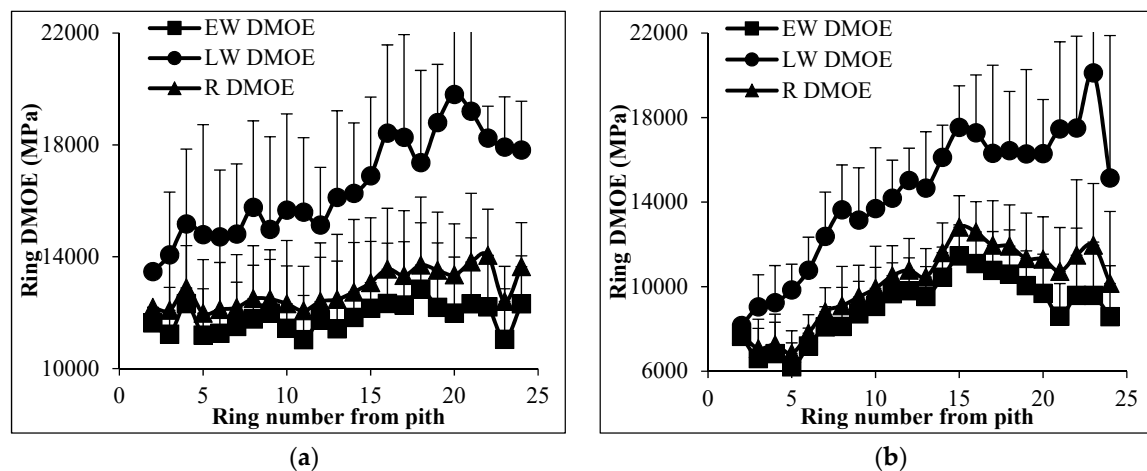 22000
18000
14000
10000
Ring DMOE (MPa)
EW DMOE
LW DMOE
R DMOE
0
5
10
15
20
25
Ring number from pith
(a)
22000
18000
14000
10000
6000
Ring DMOE (MPa)
EW DMOE
LW DMOE
R DMOE
0
5
10
15
20
25
Ring number from pith
(b)